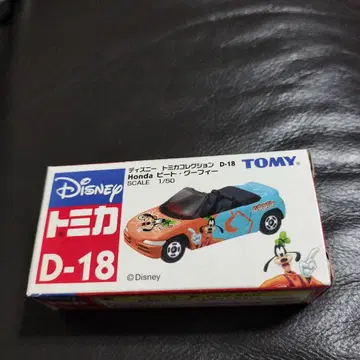 ディズニー トミカコレクション D-18
Honda ビート・グーフィー
SCALE 1/50
TOMY
Disney
トミカ
D-18
©Disney